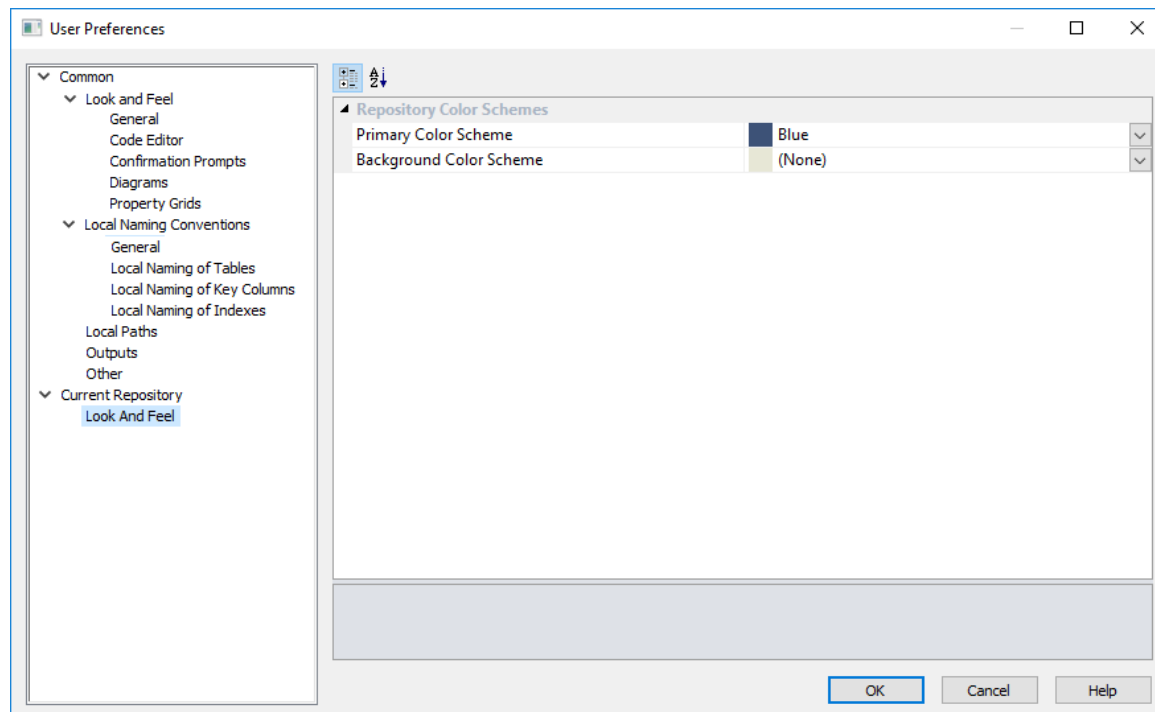 User Preferences
Common
Look and Feel
General
Code Editor
Confirmation Prompts
Diagrams
Property Grids
Local Naming Conventions
General
Local Naming of Tables
Local Naming of Key Columns
Local Naming of Indexes
Local Paths
Outputs
Other
Current Repository
Look And Feel
Repository Color Schemes
Primary Color Scheme Blue
Background Color Scheme (None)
OK Cancel Help